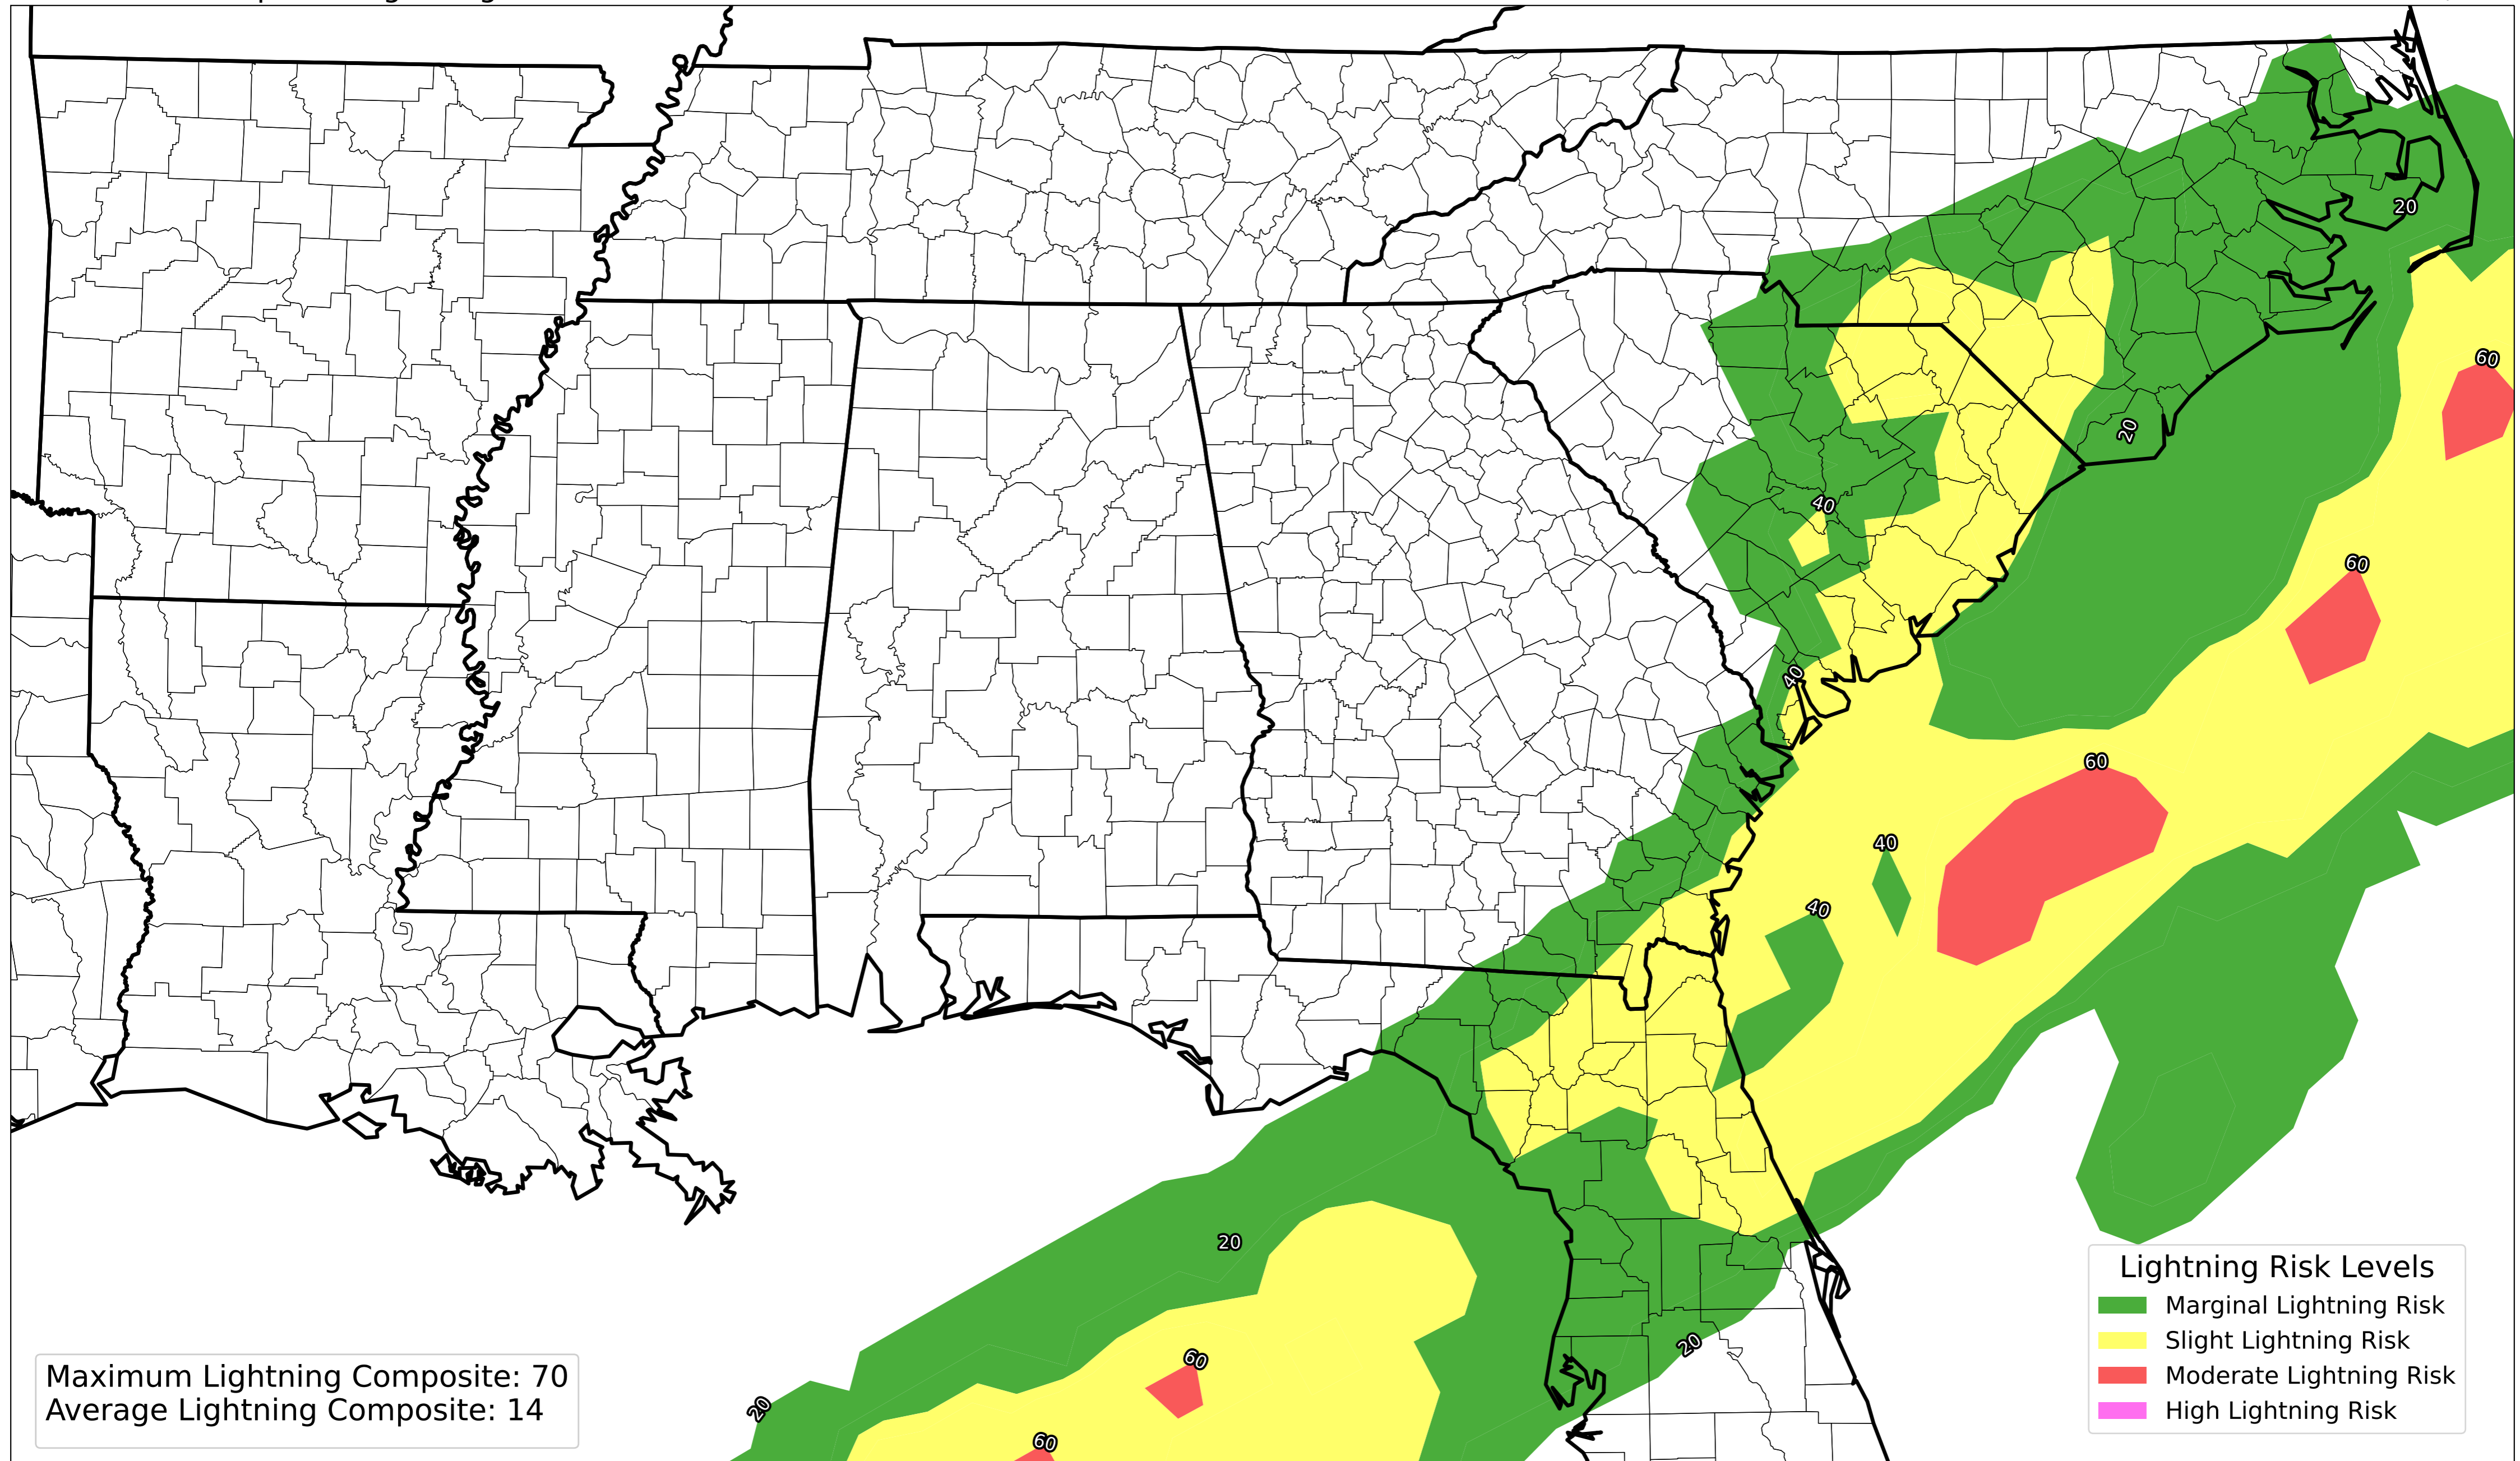 20
60
20
40
60
40
60
40
40
20
20
60
20
60
Lightning Risk Levels
Marginal Lightning Risk
Slight Lightning Risk
Moderate Lightning Risk
High Lightning Risk
Maximum Lightning Composite: 70
Average Lightning Composite: 14